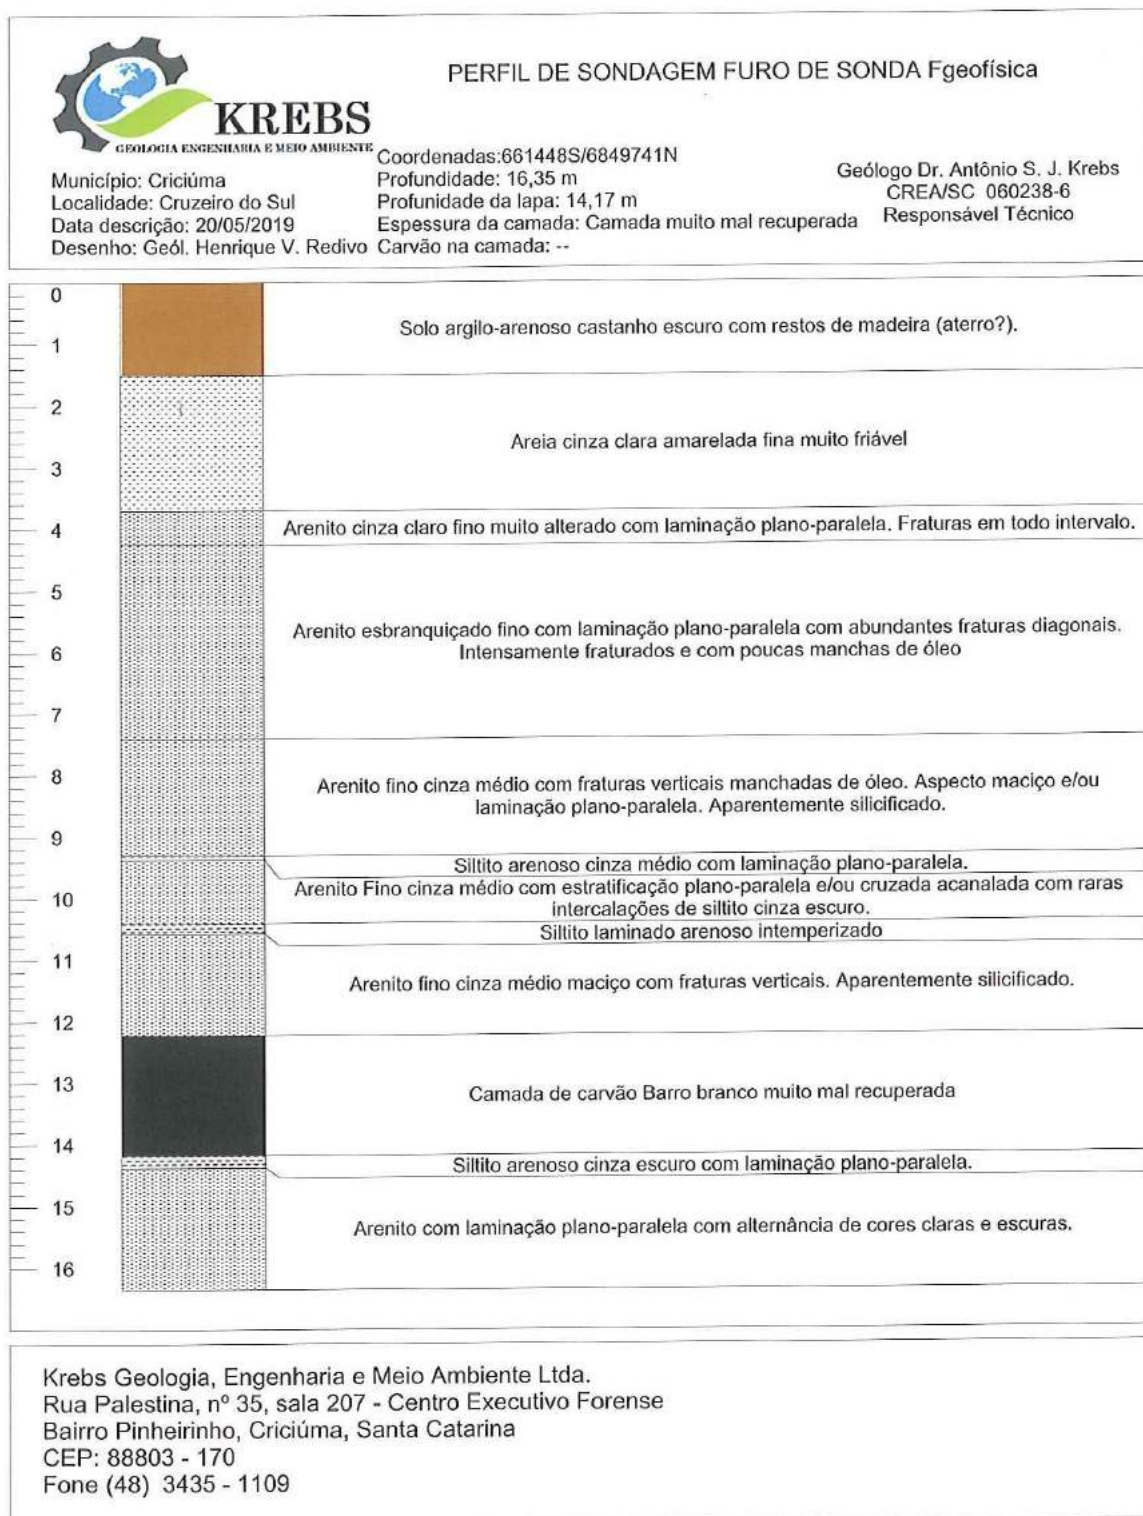 PERFIL DE SONDAGEM FURO DE SONDA Fgeofísica
KREBS
GEOLOGIA ENGENHARIA E MEIO AMBIENTE
Município: Criciúma
Localidade: Cruzeiro do Sul
Data descrição: 20/05/2019
Desenho: Geól. Henrique V. Redivo
Coordenadas:661448S/6849741N
Profundidade: 16,35 m
Profunidade da lapa: 14,17 m
Espessura da camada: Camada muito mal recuperada
Carvão na camada: --
Geólogo Dr. Antônio S. J. Krebs
CREA/SC 060238-6
Responsável Técnico
0
Solo argilo-arenoso castanho escuro com restos de madeira (aterro?).
1
2
Areia cinza clara amarelada fina muito friável
3
4
Arenito cinza claro fino muito alterado com laminação plano-paralela. Fraturas em todo intervalo.
5
Arenito esbranquiçado fino com laminação plano-paralela com abundantes fraturas diagonais.
Intensamente fraturados e com poucas manchas de óleo
6
7
8
Arenito fino cinza médio com fraturas verticais manchadas de óleo. Aspecto maciço e/ou
laminação plano-paralela. Aparentemente silicificado.
9
Siltito arenoso cinza médio com laminação plano-paralela.
Arenito Fino cinza médio com estratificação plano-paralela e/ou cruzada acanalada com raras
intercalações de siltito cinza escuro.
10
Siltito laminado arenoso intemperizado
11
Arenito fino cinza médio maciço com fraturas verticais. Aparentemente silicificado.
12
13
Camada de carvão Barro branco muito mal recuperada
14
Siltito arenoso cinza escuro com laminação plano-paralela.
15
Arenito com laminação plano-paralela com alternância de cores claras e escuras.
16
Krebs Geologia, Engenharia e Meio Ambiente Ltda.
Rua Palestina, nº 35, sala 207 - Centro Executivo Forense
Bairro Pinheirinho, Criciúma, Santa Catarina
CEP: 88803 - 170
Fone (48) 3435 - 1109